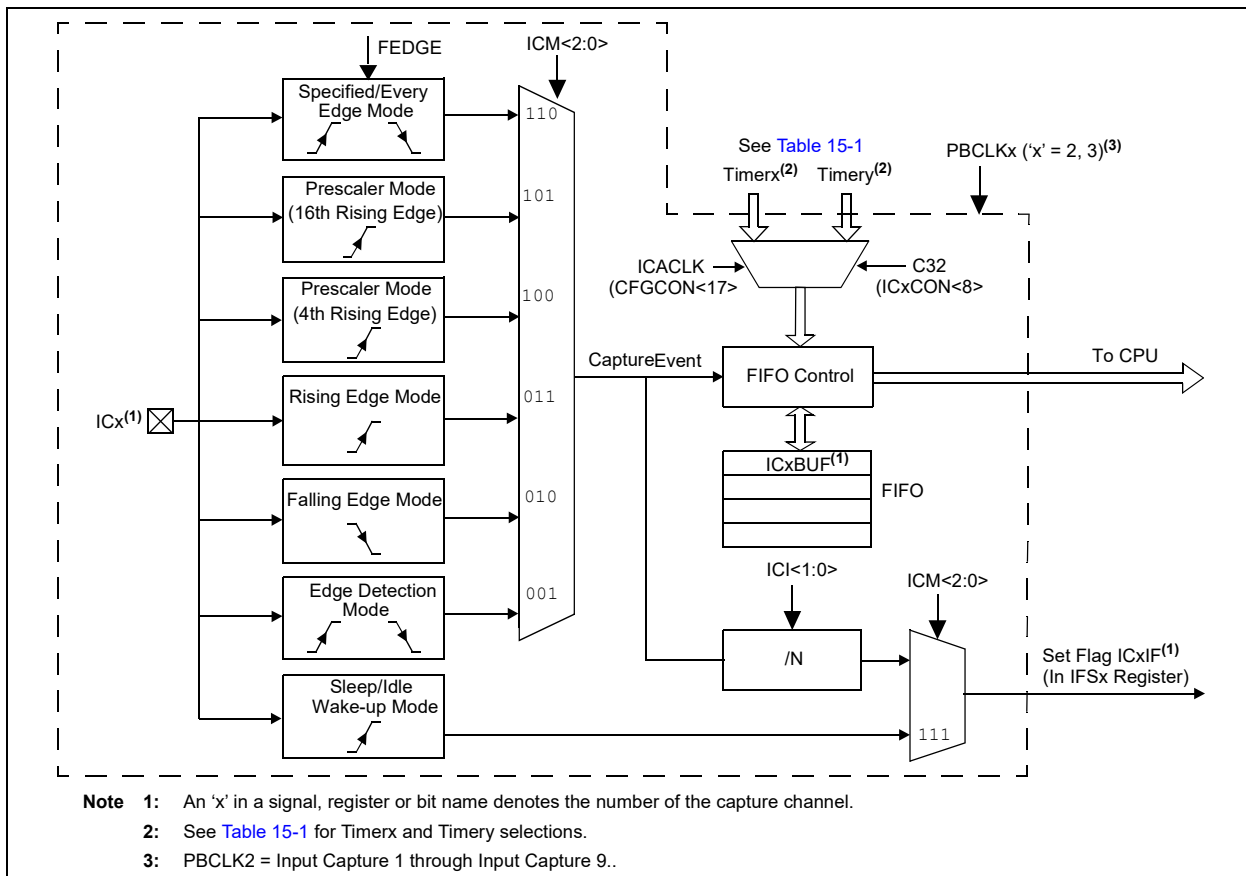 FEDGE
ICM<2:0>
Specified/Every
Edge Mode
110
Prescaler Mode
(16th Rising Edge)
101
Prescaler Mode
(4th Rising Edge)
100
Rising Edge Mode
011
ICx(1)
Falling Edge Mode
010
Edge Detection
Mode
001
Sleep/Idle
Wake-up Mode
See Table 15-1
Timerx(2) Timery(2)
PBCLKx (‘x’ = 2, 3)(3)
ICACLK
(CFGCON<17>
C32
(ICxCON<8>
CaptureEvent
FIFO Control
To CPU
ICxBUF(1)
FIFO
ICI<1:0>
ICM<2:0>
/N
111
Set Flag ICxIF(1)
(In IFSx Register)
Note 1: An ‘x’ in a signal, register or bit name denotes the number of the capture channel.
2: See Table 15-1 for Timerx and Timery selections.
3: PBCLK2 = Input Capture 1 through Input Capture 9..